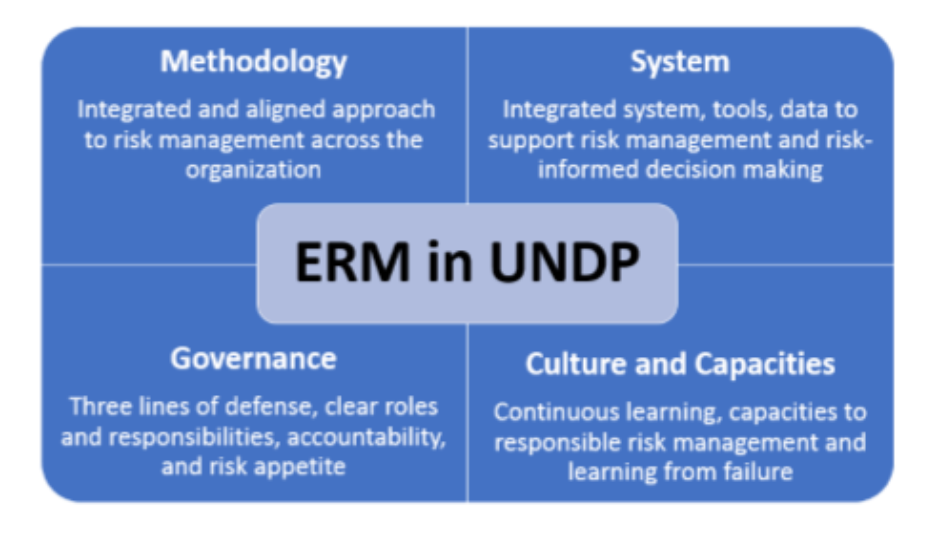 Methodology
Integrated and aligned approach
to risk management across the
organization
System
Integrated system, tools, data to
support risk management and risk-
informed decision making
ERM in UNDP
Governance
Three lines of defense, clear roles
and responsibilities, accountability,
and risk appetite
Culture and Capacities
Continuous learning, capacities to
responsible risk management and
learning from failure